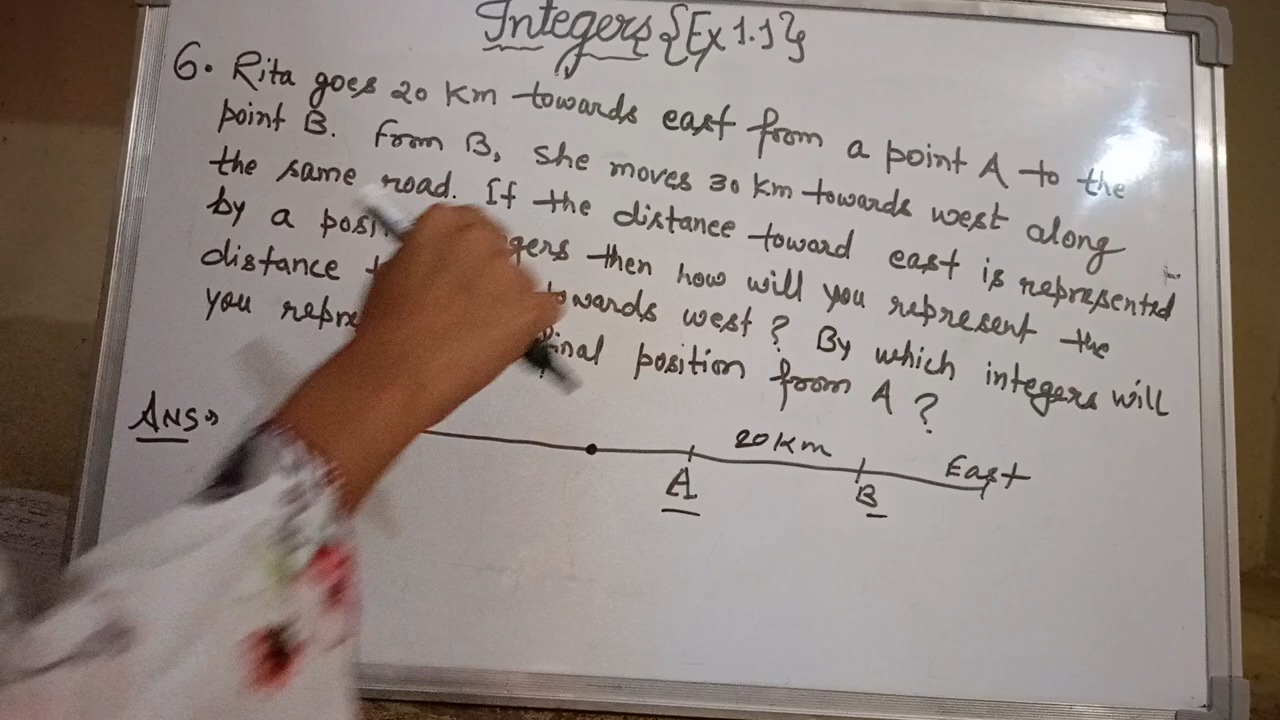 Integers {Ex 1.1}
6. Rita goes 20 Km towards east from a point A to the
point B. From B, she moves 30 Km towards west along
the same road. If the distance toward east is represented
by a posi gers then how will you represent the
distance towards west? By which integers will
you repre final position from A?
Ans
20 Km
East
A
B